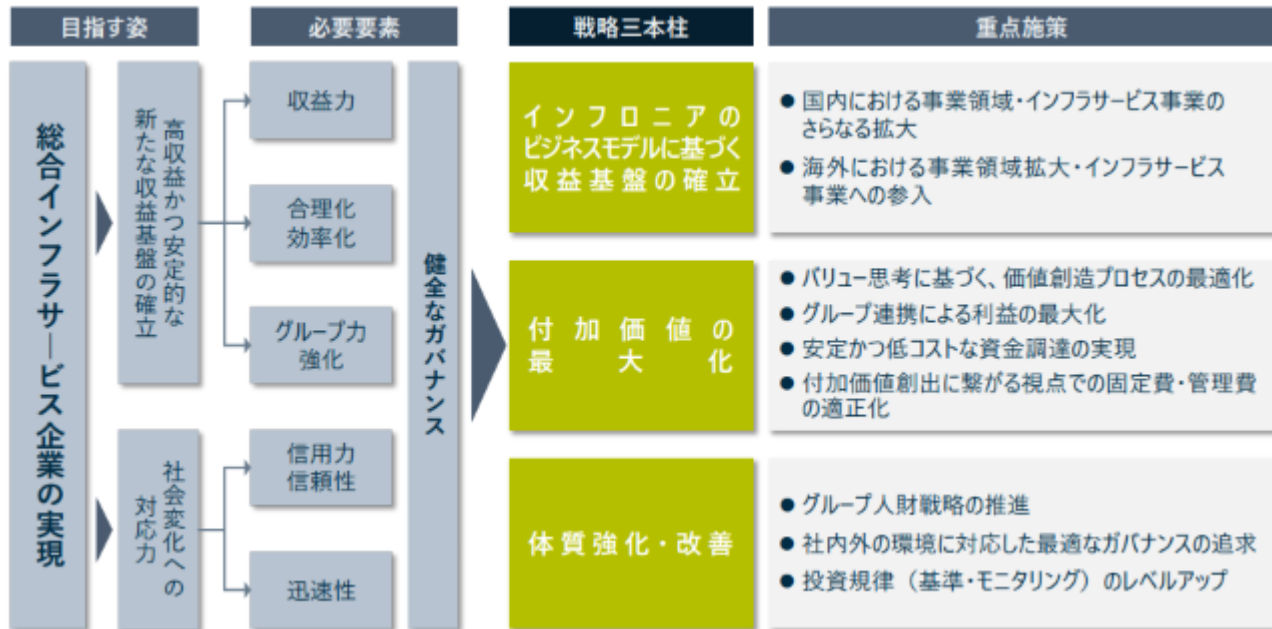 目指す姿
必要要素
戦略三本柱
重点施策
総合インフラサービス企業の実現
高収益かつ安定的な
新たな収益基盤の確立
社会変化への
対応力
収益力
合理化
効率化
グループ力
強化
信用力
信頼性
迅速性
健全なガバナンス
インフロニアの
ビジネスモデルに基づく
収益基盤の確立
● 国内における事業領域・インフラサービス事業の
さらなる拡大
● 海外における事業領域拡大・インフラサービス
事業への参入
付加価値の
最大化
● バリュー思考に基づく、価値創造プロセスの最適化
● グループ連携による利益の最大化
● 安定かつ低コストな資金調達の実現
● 付加価値創出に繋がる視点での固定費・管理費
の適正化
体質強化・改善
● グループ人財戦略の推進
● 社内外の環境に対応した最適なガバナンスの追求
● 投資規律（基準・モニタリング）のレベルアップ